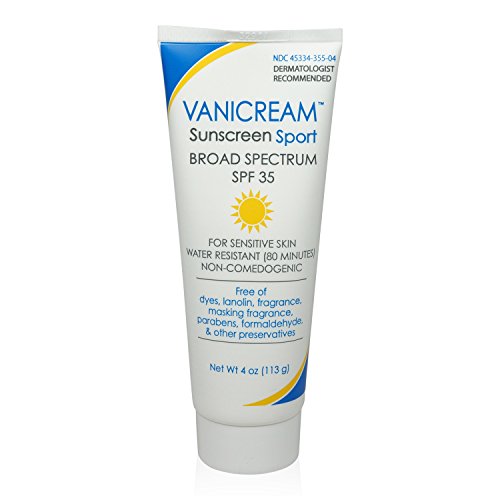 NDC 45334-355-04
DERMATOLOGIST
RECOMMENDED
VANICREAM™
Sunscreen Sport
BROAD SPECTRUM
SPF 35
FOR SENSITIVE SKIN
WATER RESISTANT (80 MINUTES)
NON-COMEDOGENIC
Free of
dyes, lanolin, fragrance,
masking fragrance,
parabens, formaldehyde,
& other preservatives
Net Wt 4 oz (113 g)